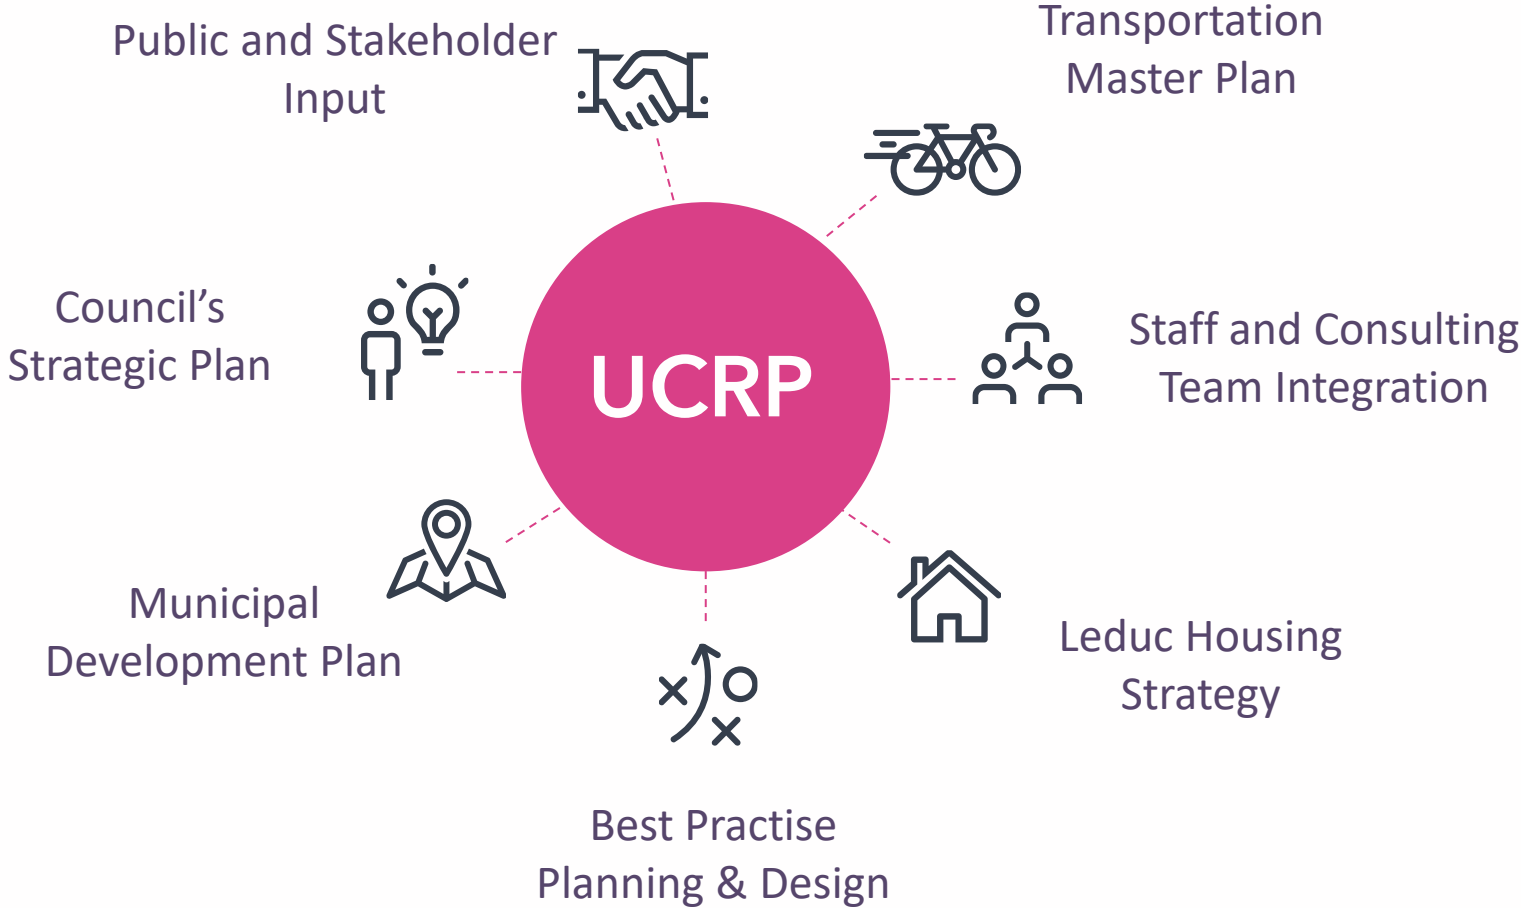 Public and Stakeholder
Input
Transportation
Master Plan
Council’s
Strategic Plan
UCRP
Staff and Consulting
Team Integration
Municipal
Development Plan
Leduc Housing
Strategy
Best Practise
Planning & Design